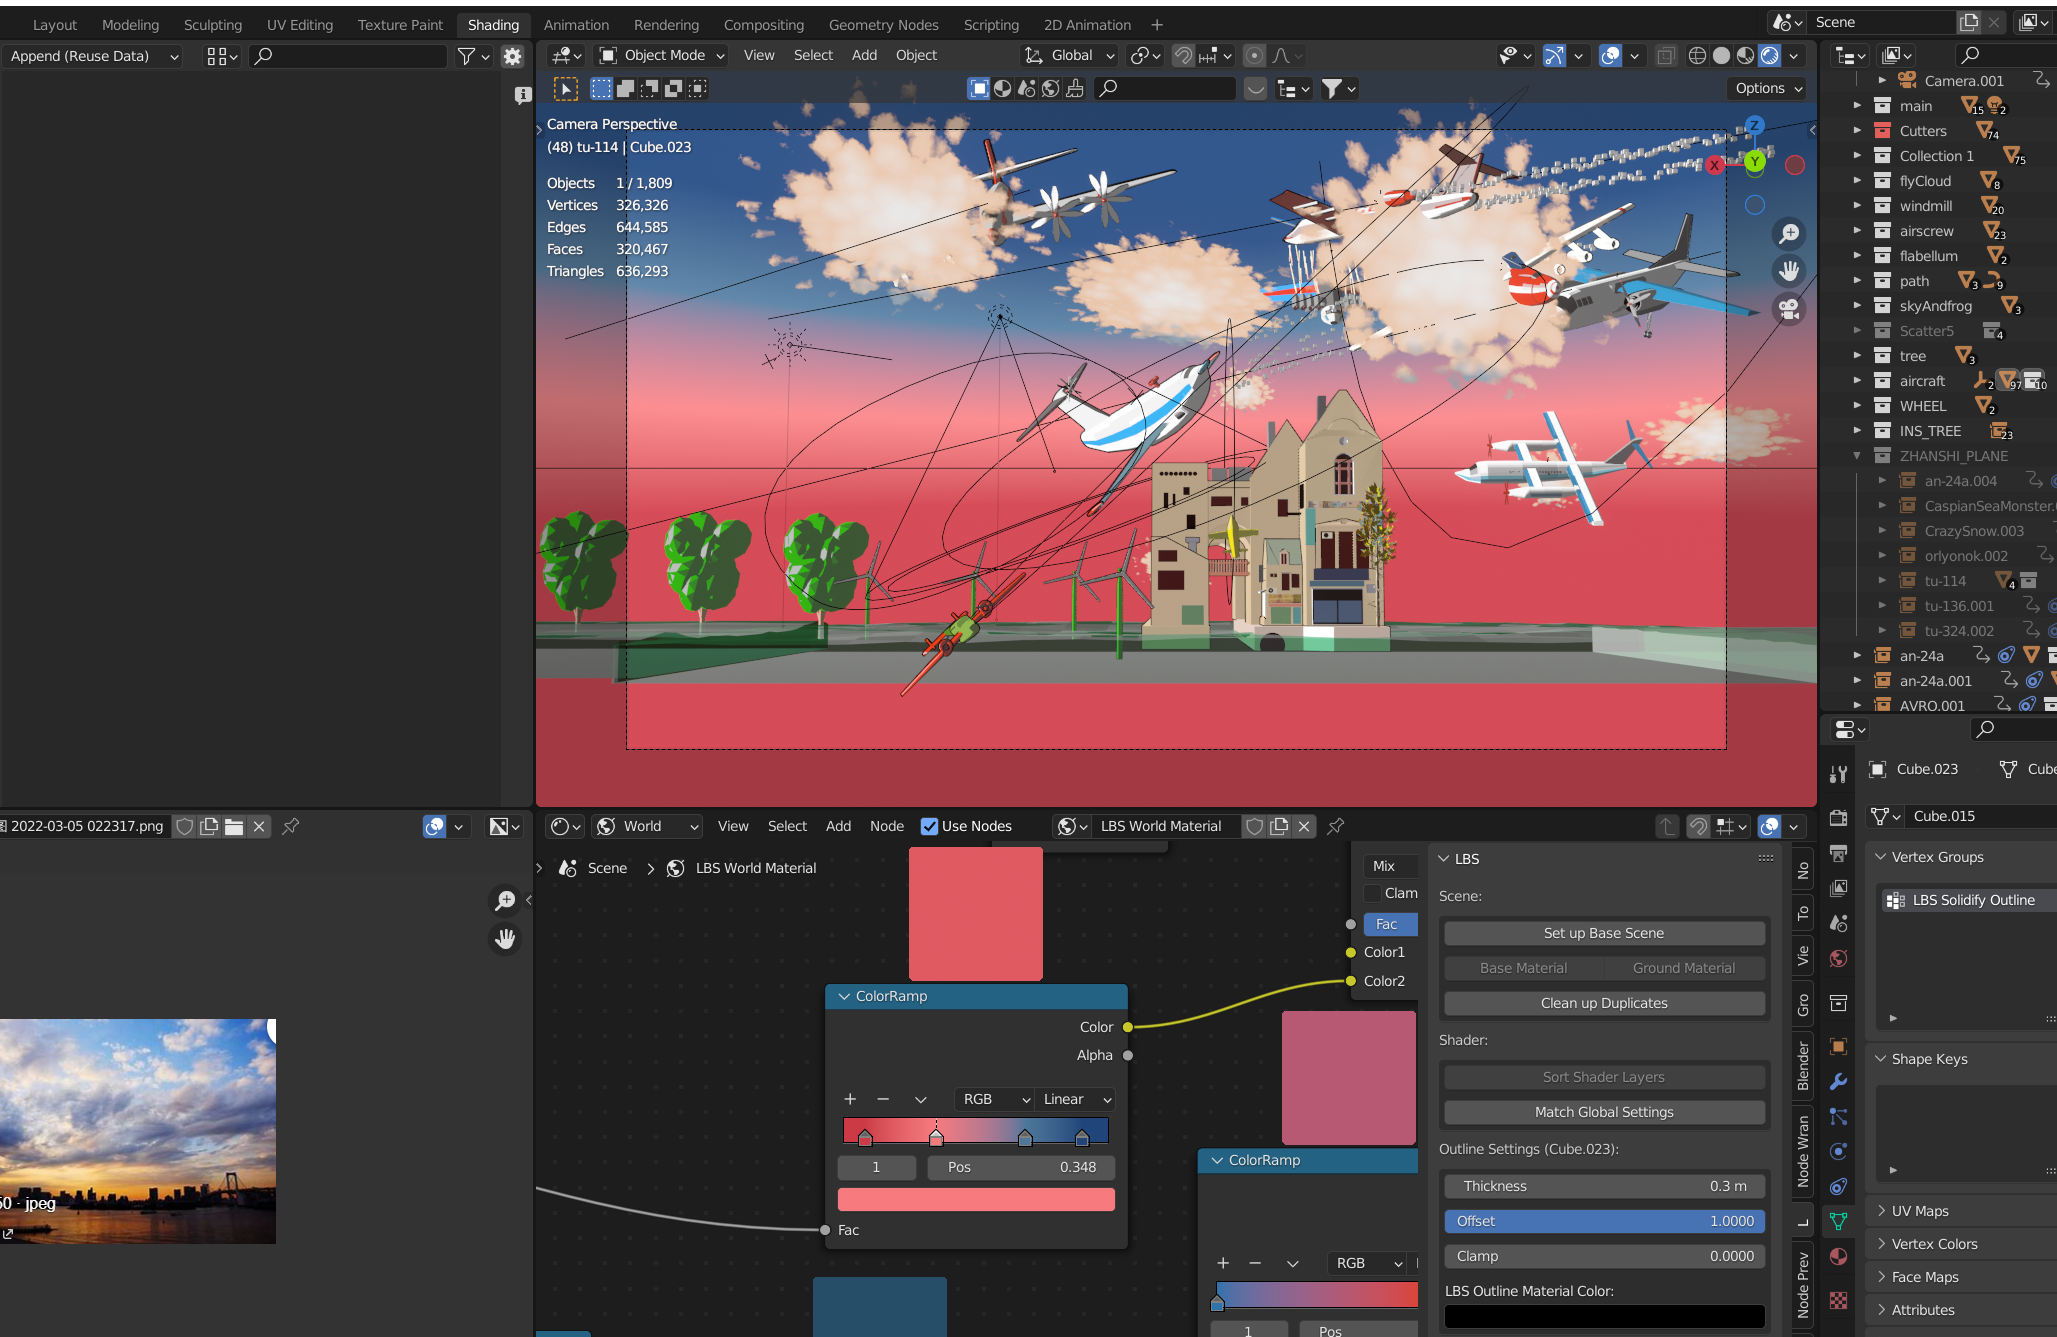 Layout Modeling Sculpting UV Editing Texture Paint Shading Animation Rendering Compositing Geometry Nodes Scripting 2D Animation +
Scene
Append (Reuse Data)
Object Mode View Select Add Object
Global
Options
Camera Perspective
(48) tu-114 | Cube.023
Objects 1 / 1,809
Vertices 326,326
Edges 644,585
Faces 320,467
Triangles 636,293
Z
X
Y
Camera.001
main 15 2
Cutters 74
Collection 1 75
flyCloud 8
windmill 20
airscrew 23
flabellum 2
path 3 9
skyAndfrog 3
Scatter5 4
tree 3
aircraft 2 97 10
WHEEL 2
INS_TREE 23
ZHANSHI_PLANE
an-24a.004
CaspianSeaMonster.
CrazySnow.003
orlyonok.002
tu-114 4
tu-136.001
tu-324.002
an-24a
an-24a.001
AVRO.001
Cube.023 Cube
Cube.015
Vertex Groups
LBS Solidify Outline
Shape Keys
UV Maps
Vertex Colors
Face Maps
Attributes
2022-03-05 022317.png
50 · jpeg
World View Select Add Node Use Nodes LBS World Material
Scene > LBS World Material
ColorRamp
Color
Alpha
+ − RGB Linear
1 Pos 0.348
Fac
Mix
Clam
Fac
Color1
Color2
ColorRamp
+ − RGB
1 Pos
LBS
Scene:
Set up Base Scene
Base Material Ground Material
Clean up Duplicates
Shader:
Sort Shader Layers
Match Global Settings
Outline Settings (Cube.023):
Thickness 0.3 m
Offset 1.0000
Clamp 0.0000
LBS Outline Material Color:
No
To
Vie
Gro
Blender
Node Wran
L
Node Prev